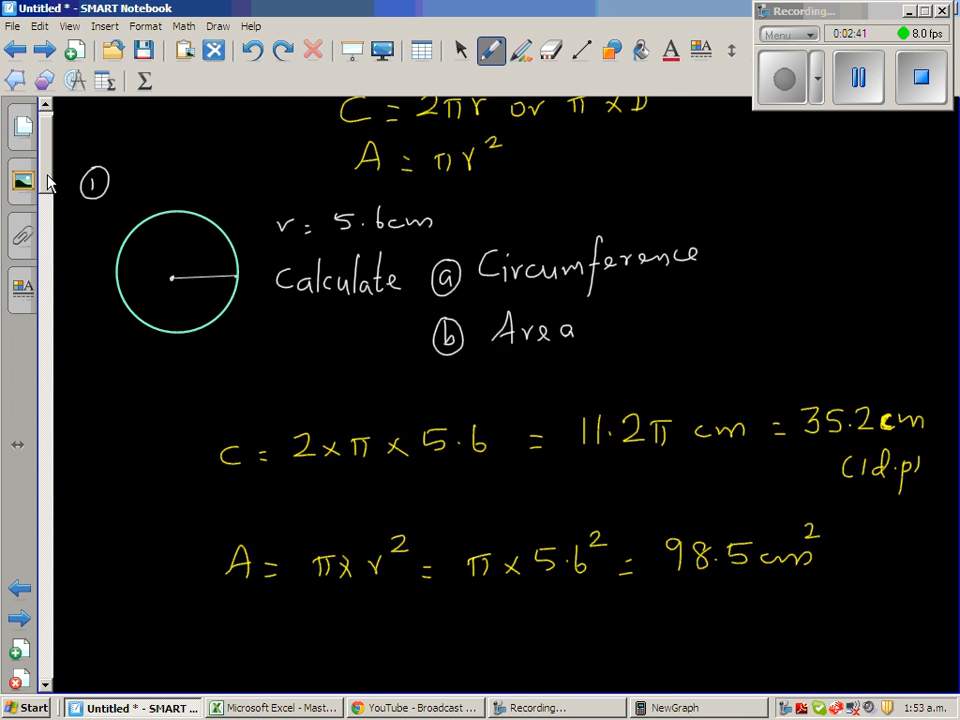 Untitled * - SMART Notebook
Recording...
File Edit View Insert Format Math Draw Help
Menu 0:02:41 8.0 fps
C = 2πr or π x D
A = πr²
①
r = 5.6cm
Calculate ⓐ Circumference
ⓑ Area
C = 2 x π x 5.6 = 11.2π cm = 35.2cm
(1d.p)
A = π x r² = π x 5.6² = 98.5cm²
Start Untitled * - SMART ... Microsoft Excel - Mast... YouTube - Broadcast ... Recording... NewGraph 1:53 a.m.